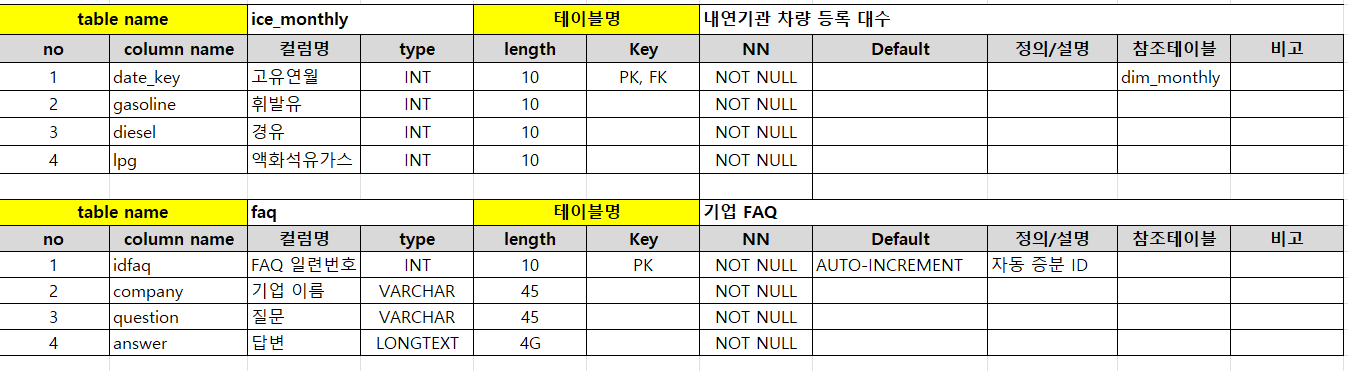 table name ice_monthly 테이블명 내연기관 차량 등록 대수
no column name 컬럼명 type length Key NN Default 정의/설명 참조테이블 비고
1 date_key 고유연월 INT 10 PK, FK NOT NULL dim_monthly
2 gasoline 휘발유 INT 10 NOT NULL
3 diesel 경유 INT 10 NOT NULL
4 lpg 액화석유가스 INT 10 NOT NULL
table name faq 테이블명 기업 FAQ
no column name 컬럼명 type length Key NN Default 정의/설명 참조테이블 비고
1 idfaq FAQ 일련번호 INT 10 PK NOT NULL AUTO-INCREMENT 자동 증분 ID
2 company 기업 이름 VARCHAR 45 NOT NULL
3 question 질문 VARCHAR 45 NOT NULL
4 answer 답변 LONGTEXT 4G NOT NULL